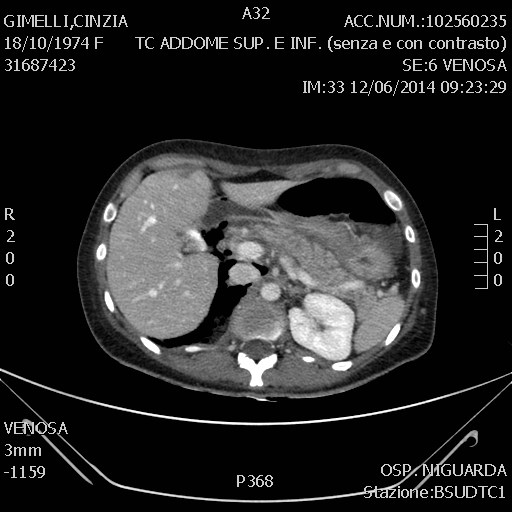 GIMELLI,CINZIA
A32
ACC.NUM.:102560235
18/10/1974 F
TC ADDOME SUP. E INF. (senza e con contrasto)
31687423
SE:6 VENOSA
IM:33 12/06/2014 09:23:29
R
2
0
0
L
2
0
0
VENOSA
3mm
-1159
P368
OSP. NIGUARDA
Stazione:BSUDTC1